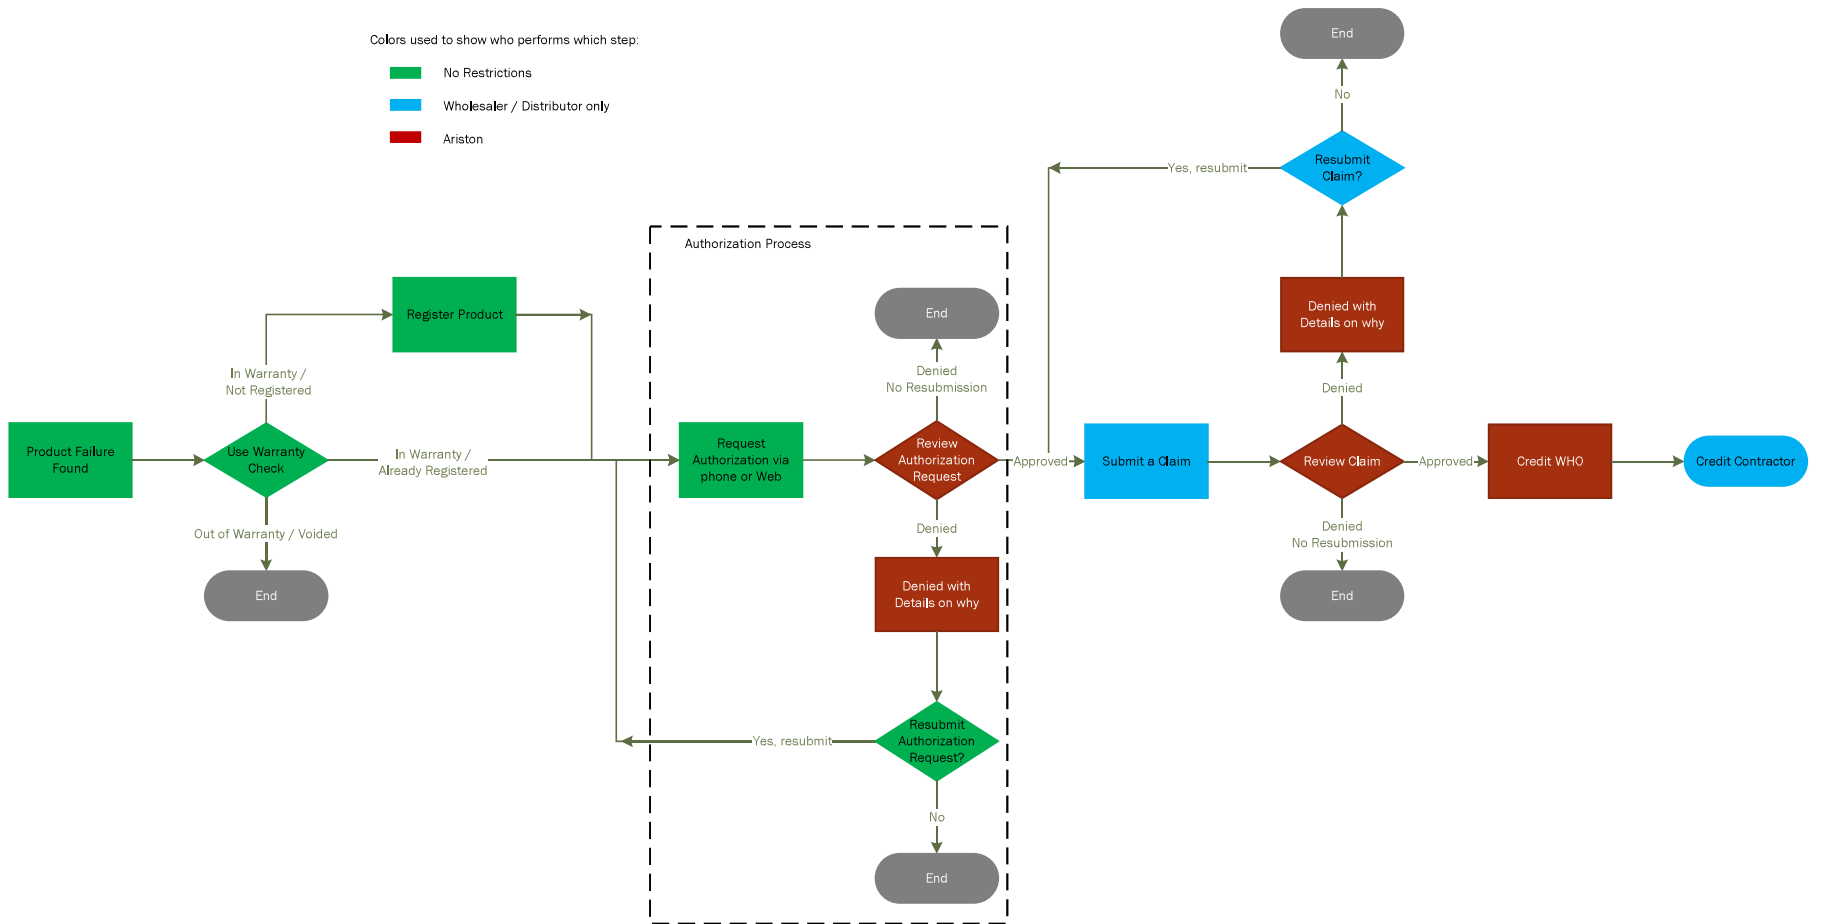 Colors used to show who performs which step:
No Restrictions
Wholesaler / Distributor only
Ariston
End
No
Resubmit
Claim?
Yes, resubmit
Authorization Process
Register Product
End
Denied with
Details on why
In Warranty /
Not Registered
Denied
No Resubmission
Denied
Product Failure
Found
Use Warranty
Check
In Warranty /
Already Registered
Request
Authorization via
phone or Web
Review
Authorization
Request
Approved
Submit a Claim
Review Claim
Approved
Credit WHO
Credit Contractor
Out of Warranty / Voided
End
Denied
Denied
No Resubmission
End
Denied with
Details on why
Resubmit
Authorization
Request?
Yes, resubmit
No
End